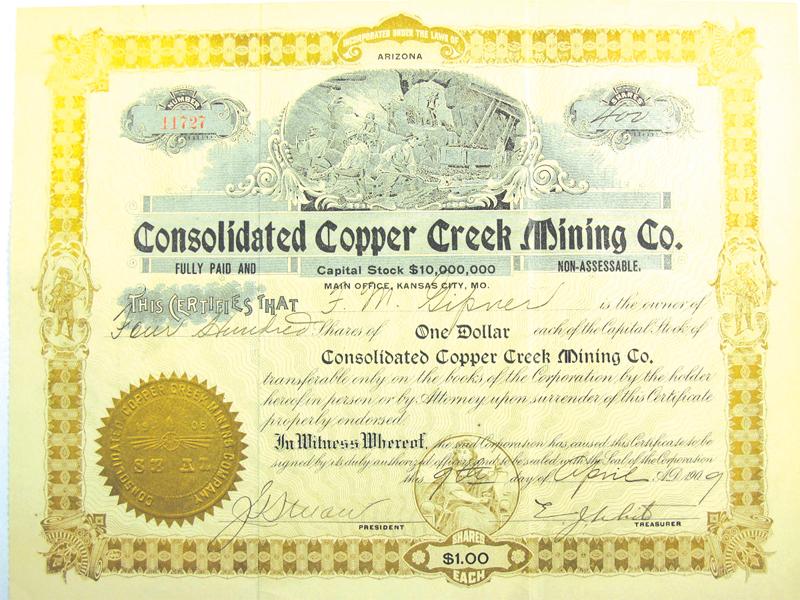 INCORPORATED UNDER THE LAWS OF
ARIZONA
NUMBER
11727
SHARES
400
Consolidated Copper Creek Mining Co.
FULLY PAID AND Capital Stock $10,000,000 NON-ASSESSABLE.
MAIN OFFICE, KANSAS CITY, MO.
THIS CERTIFIES THAT F. M. Gipner is the owner of
Four Hundred Shares of One Dollar each of the Capital Stock of
Consolidated Copper Creek Mining Co.
transferable only on the books of the Corporation by the holder
hereof in person or by Attorney upon surrender of this Certificate
properly endorsed.
In Witness Whereof, the said Corporation has caused this Certificate to be
signed by its duly authorized officers and to be sealed with the Seal of the Corporation
this 9th day of April A.D. 1909
CONSOLIDATED COPPER CREEK MINING COMPANY
SEAL
PRESIDENT
TREASURER
SHARES
$1.00
EACH